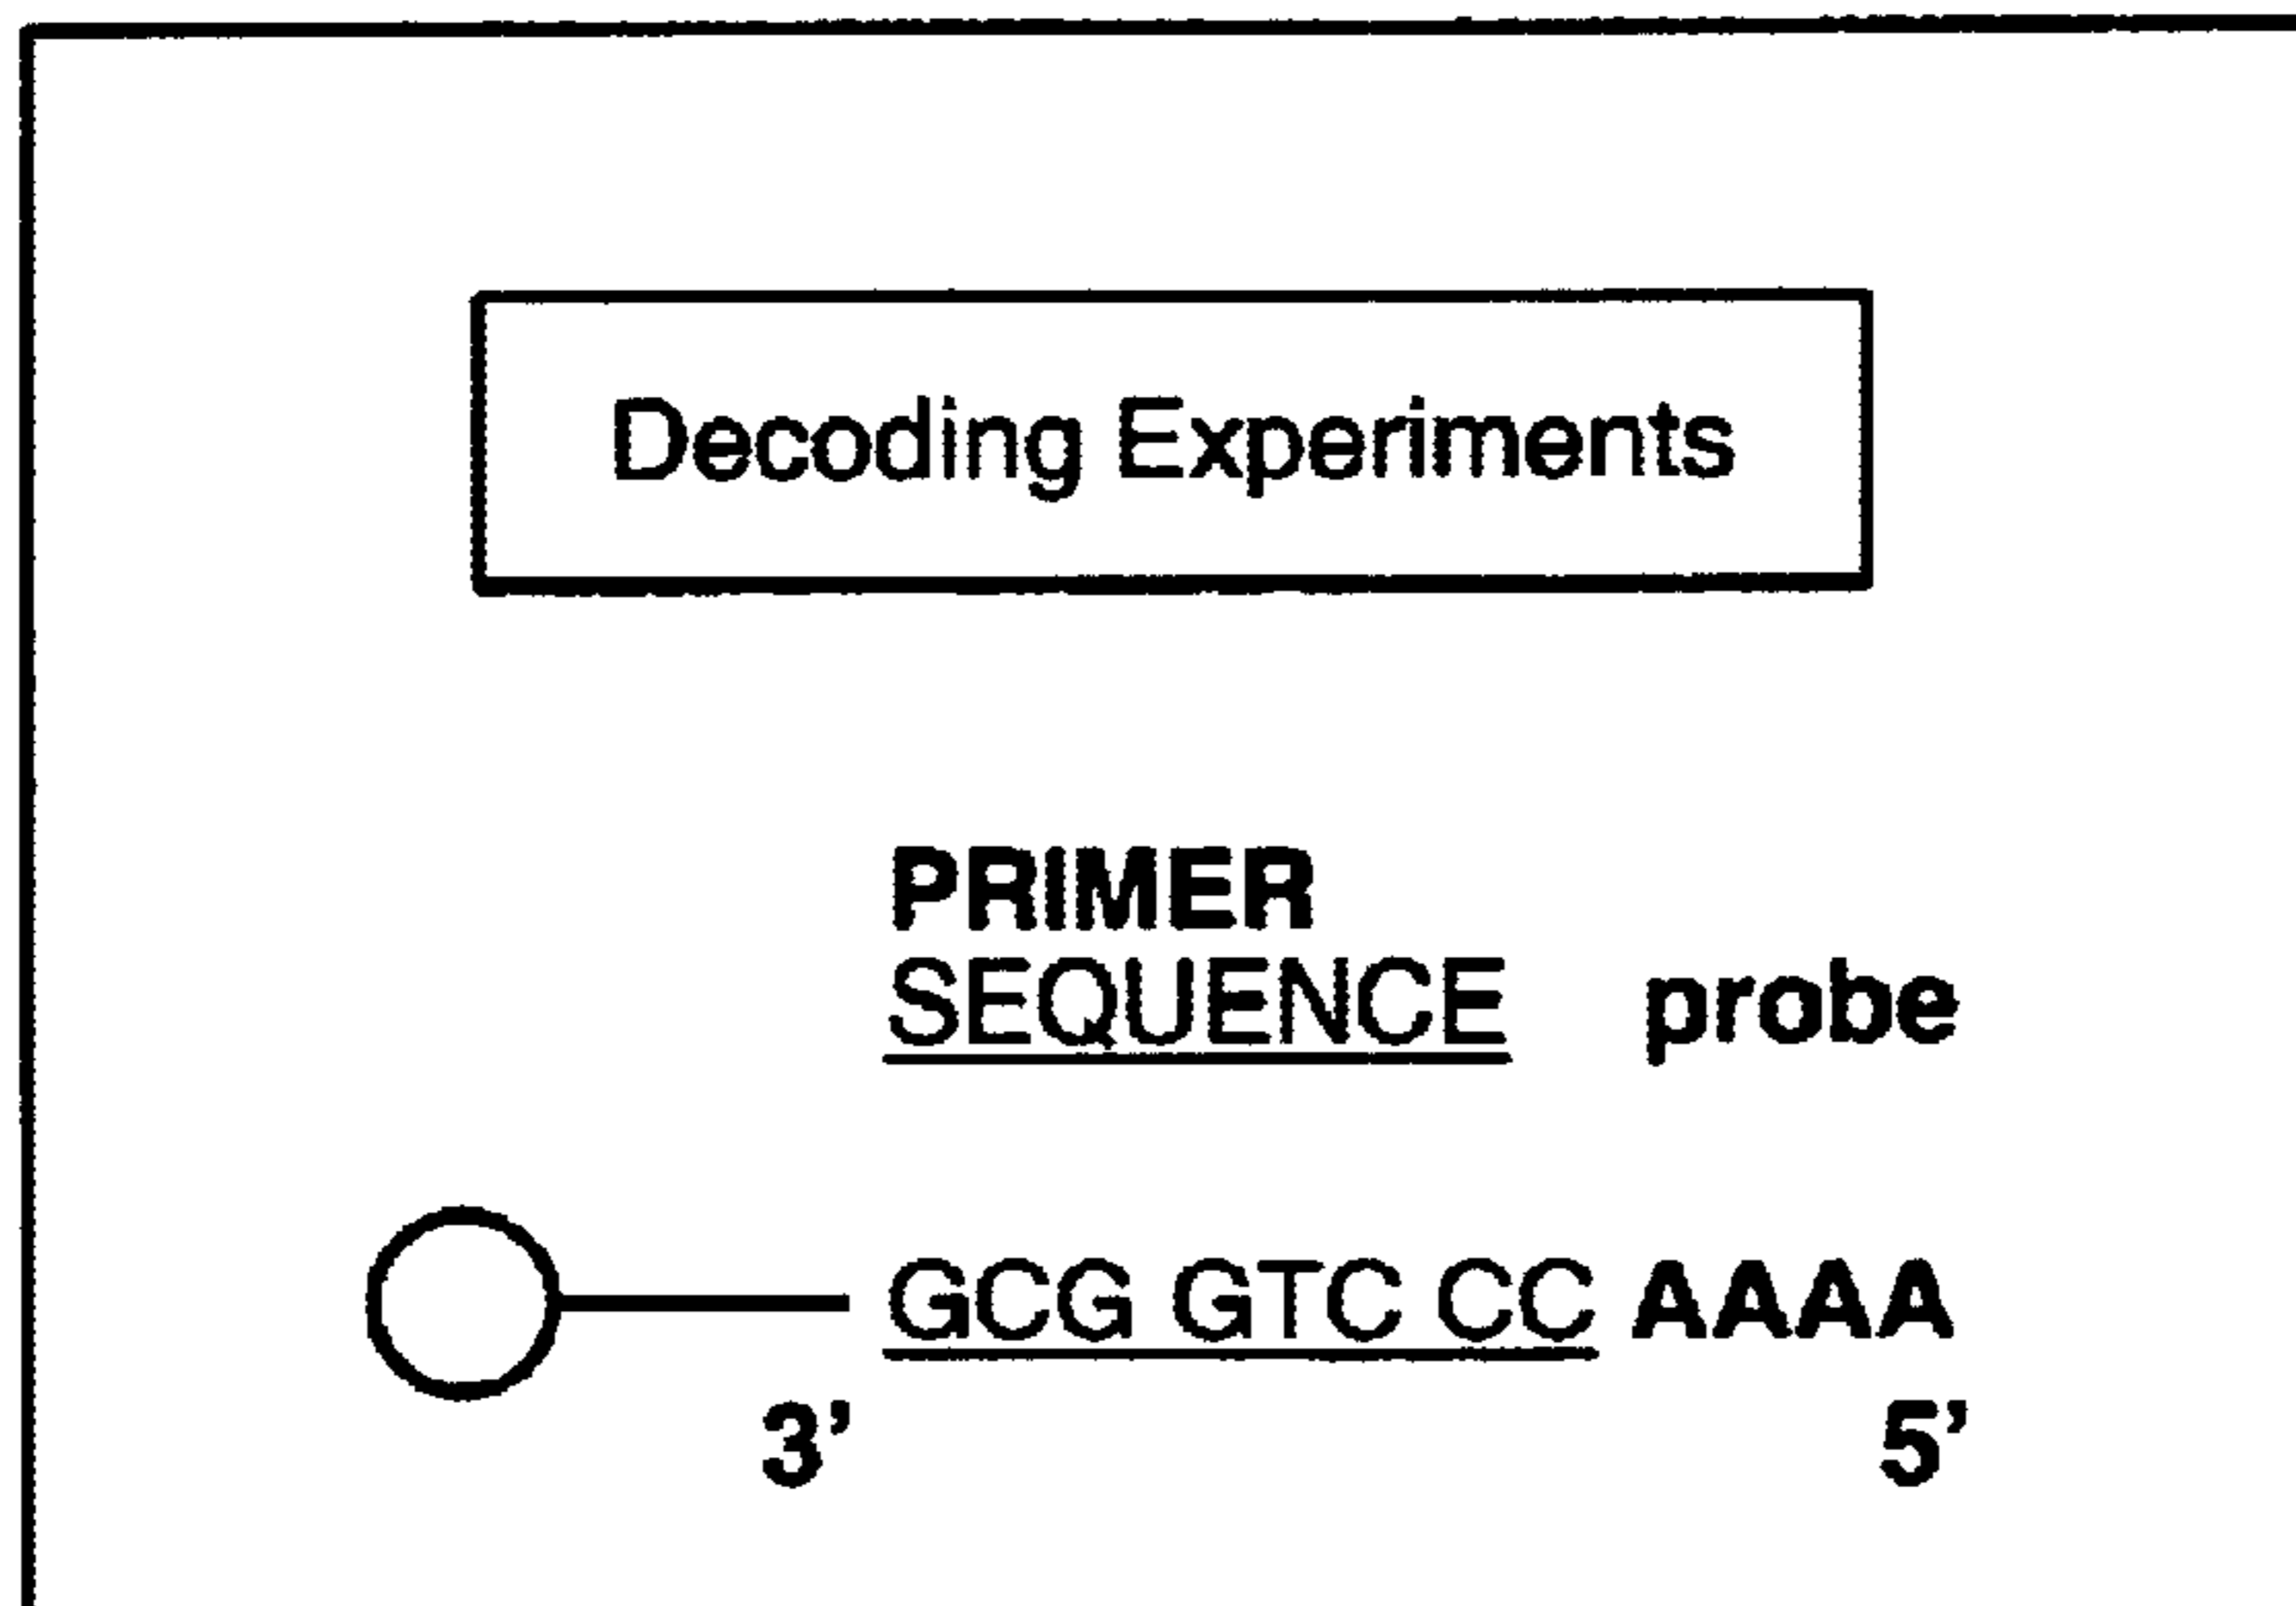 Decoding Experiments
PRIMER
SEQUENCE probe
GCG GTC CC AAAA
3' 5'